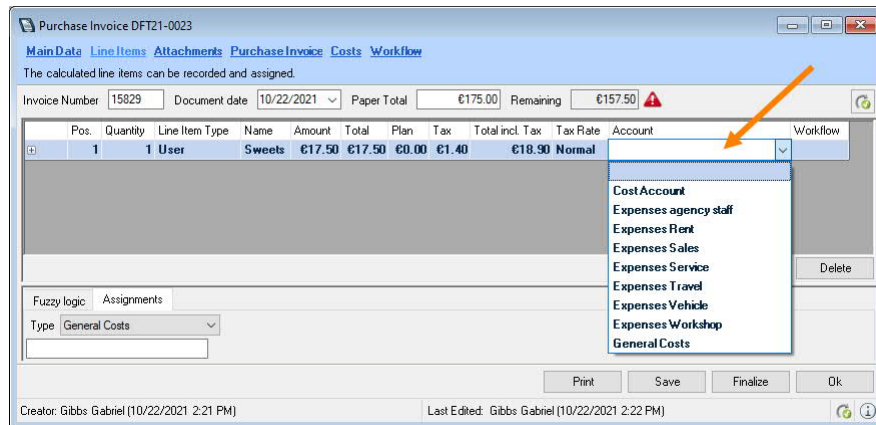 Purchase Invoice DFT21-0023
Main Data Line Items Attachments Purchase Invoice Costs Workflow
The calculated line items can be recorded and assigned.
Invoice Number 15829 Document date 10/22/2021 Paper Total €175.00 Remaining €157.50
Pos. Quantity Line Item Type Name Amount Total Plan Tax Total incl. Tax Tax Rate Account Workflow
1 1 User Sweets €17.50 €17.50 €0.00 €1.40 €18.90 Normal
Cost Account
Expenses agency staff
Expenses Rent
Expenses Sales
Expenses Service
Expenses Travel
Expenses Vehicle
Expenses Workshop
General Costs
Delete
Fuzzy logic Assignments
Type General Costs
Print Save Finalize Ok
Creator: Gibbs Gabriel (10/22/2021 2:21 PM) Last Edited: Gibbs Gabriel (10/22/2021 2:22 PM)